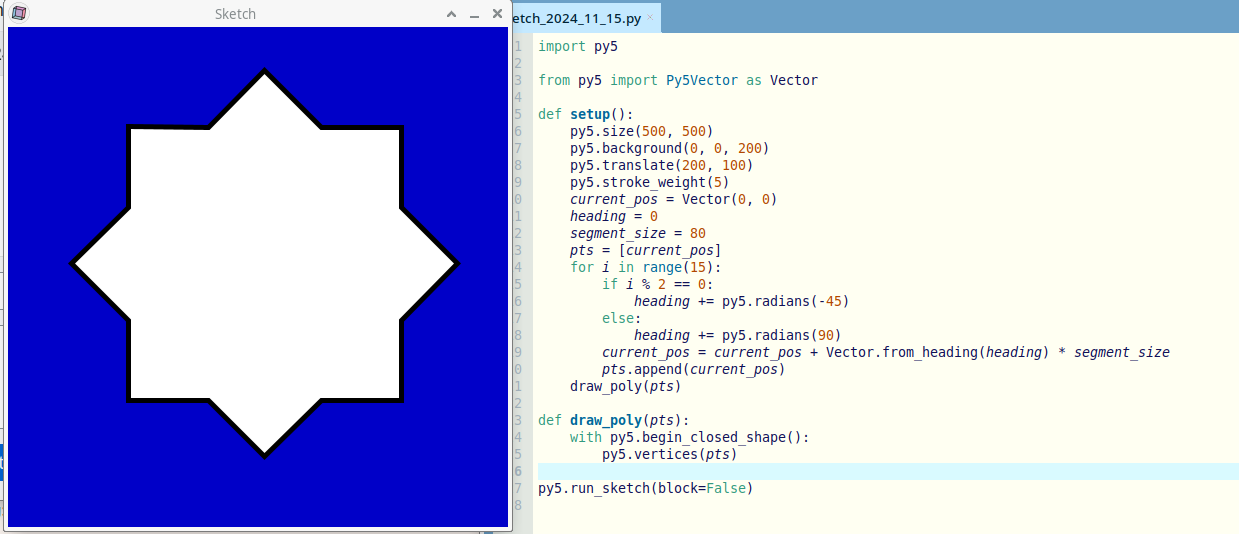 Sketch
etch_2024_11_15.py
1 import py5
2
3 from py5 import Py5Vector as Vector
4
5 def setup():
6     py5.size(500, 500)
7     py5.background(0, 0, 200)
8     py5.translate(200, 100)
9     py5.stroke_weight(5)
0     current_pos = Vector(0, 0)
1     heading = 0
2     segment_size = 80
3     pts = [current_pos]
4     for i in range(15):
5         if i % 2 == 0:
6             heading += py5.radians(-45)
7         else:
8             heading += py5.radians(90)
9         current_pos = current_pos + Vector.from_heading(heading) * segment_size
0         pts.append(current_pos)
1     draw_poly(pts)
2
3 def draw_poly(pts):
4     with py5.begin_closed_shape():
5         py5.vertices(pts)
6
7 py5.run_sketch(block=False)
8